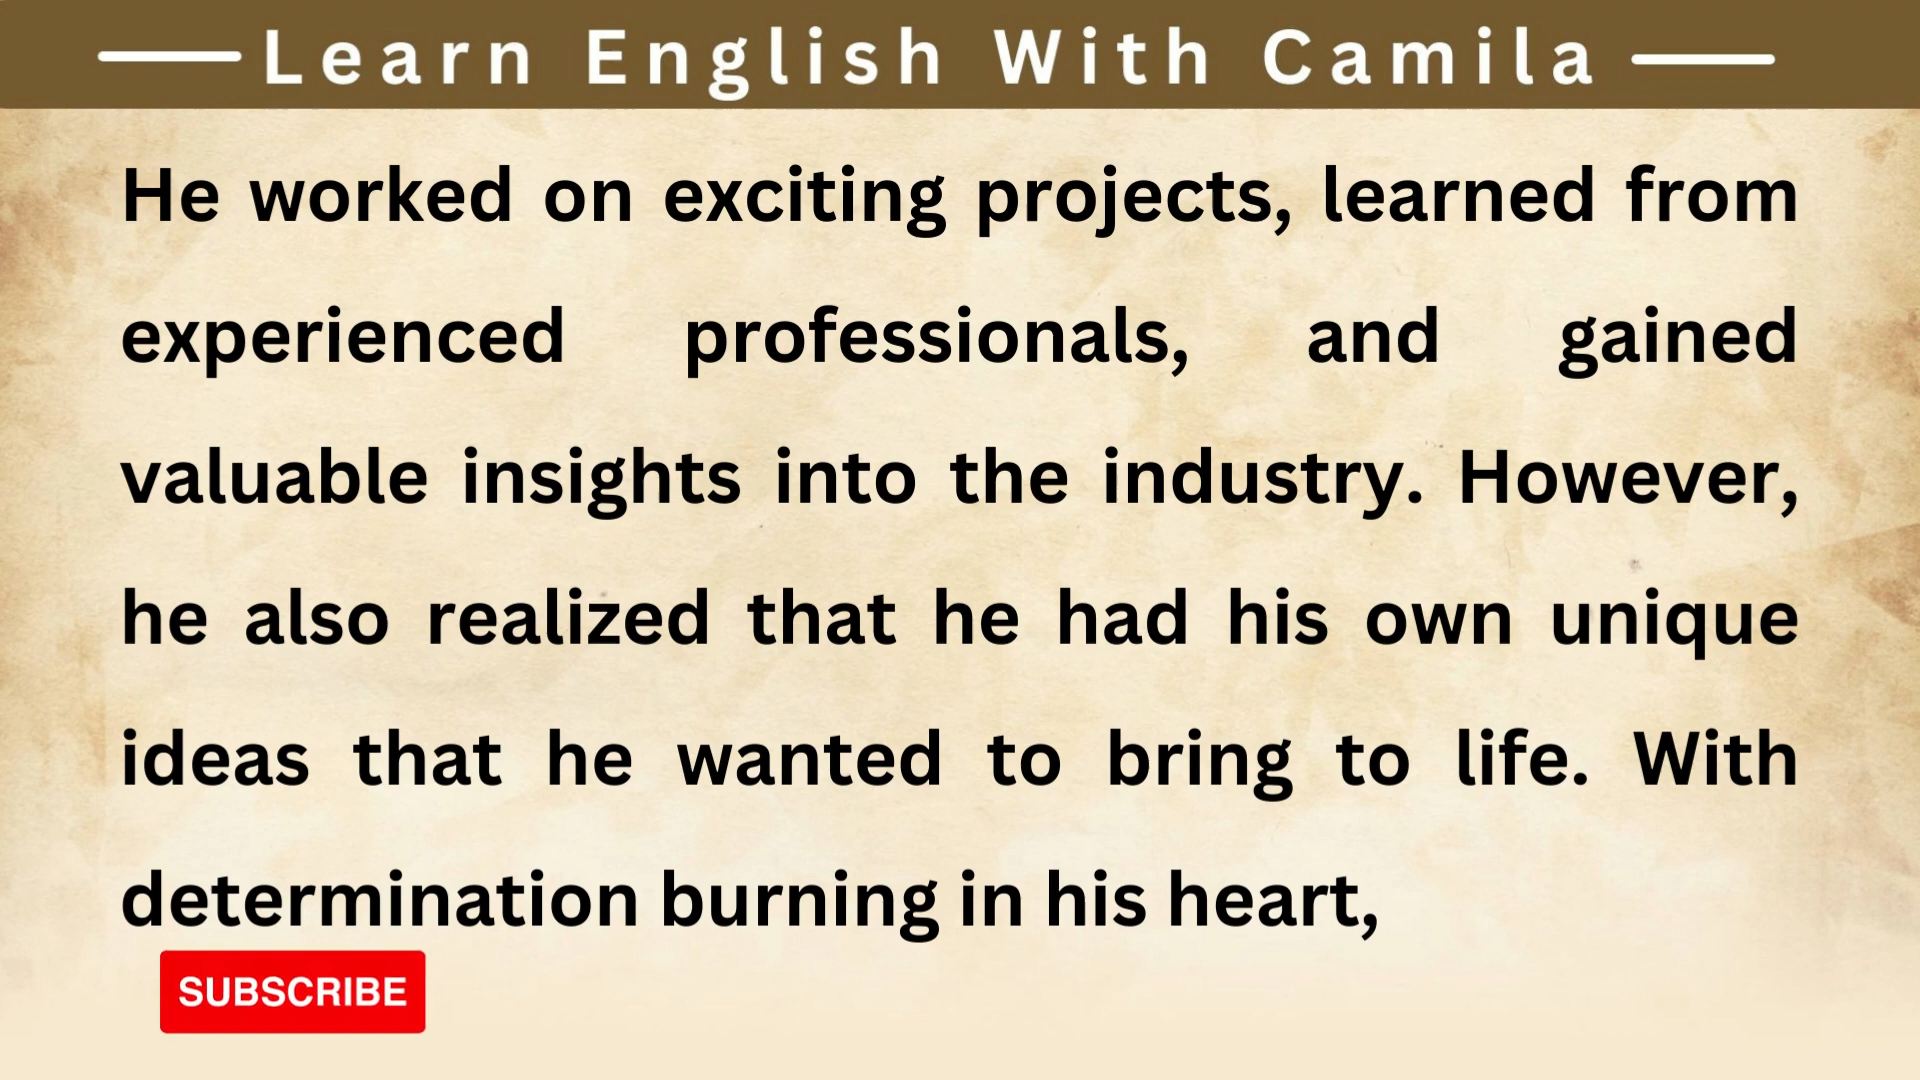 Learn English With Camila
He worked on exciting projects, learned from
experienced professionals, and gained
valuable insights into the industry. However,
he also realized that he had his own unique
ideas that he wanted to bring to life. With
determination burning in his heart,
SUBSCRIBE